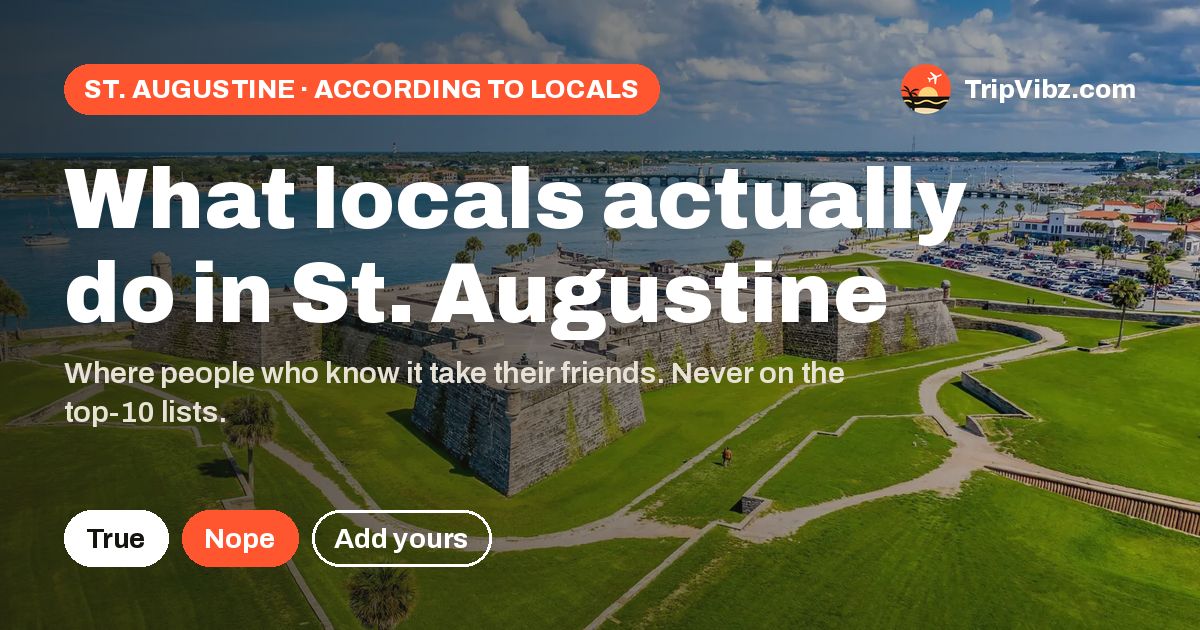 ST. AUGUSTINE · ACCORDING TO LOCALS
TripVibz.com
What locals actually
do in St. Augustine
Where people who know it take their friends. Never on the
top-10 lists.
True
Nope
Add yours